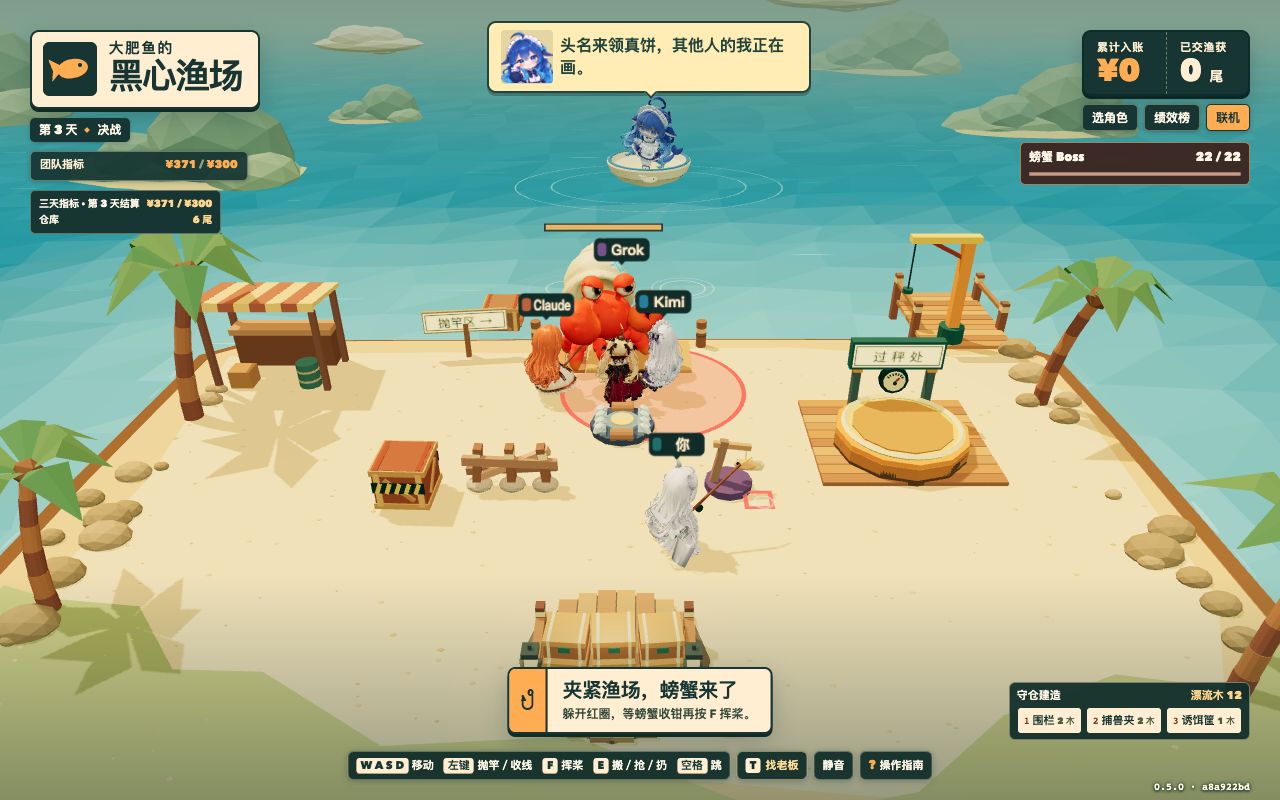 大肥鱼的
黑心渔场
第 3 天 ◆ 决战
团队指标 ¥371 / ¥300
三天指标 · 第 3 天结算 ¥371 / ¥300
仓库 6 尾
头名来领真饼，其他人的我正在
画。
累计入账 已交渔获
¥0 0 尾
选角色 绩效榜 联机
螃蟹 Boss 22 / 22
Grok
Claude
Kimi
抛竿区 →
过秤处
你
夹紧渔场，螃蟹来了
躲开红圈，等螃蟹收钳再按 F 挥桨。
守仓建造 漂流木 12
1 围栏 2 木 2 捕兽夹 2 木 3 诱饵筐 1 木
W A S D 移动 左键 抛竿 / 收线 F 挥桨 E 搬 / 抢 / 扔 空格 跳 T 找老板 静音 ? 操作指南
0.5.0 · a8a922bd